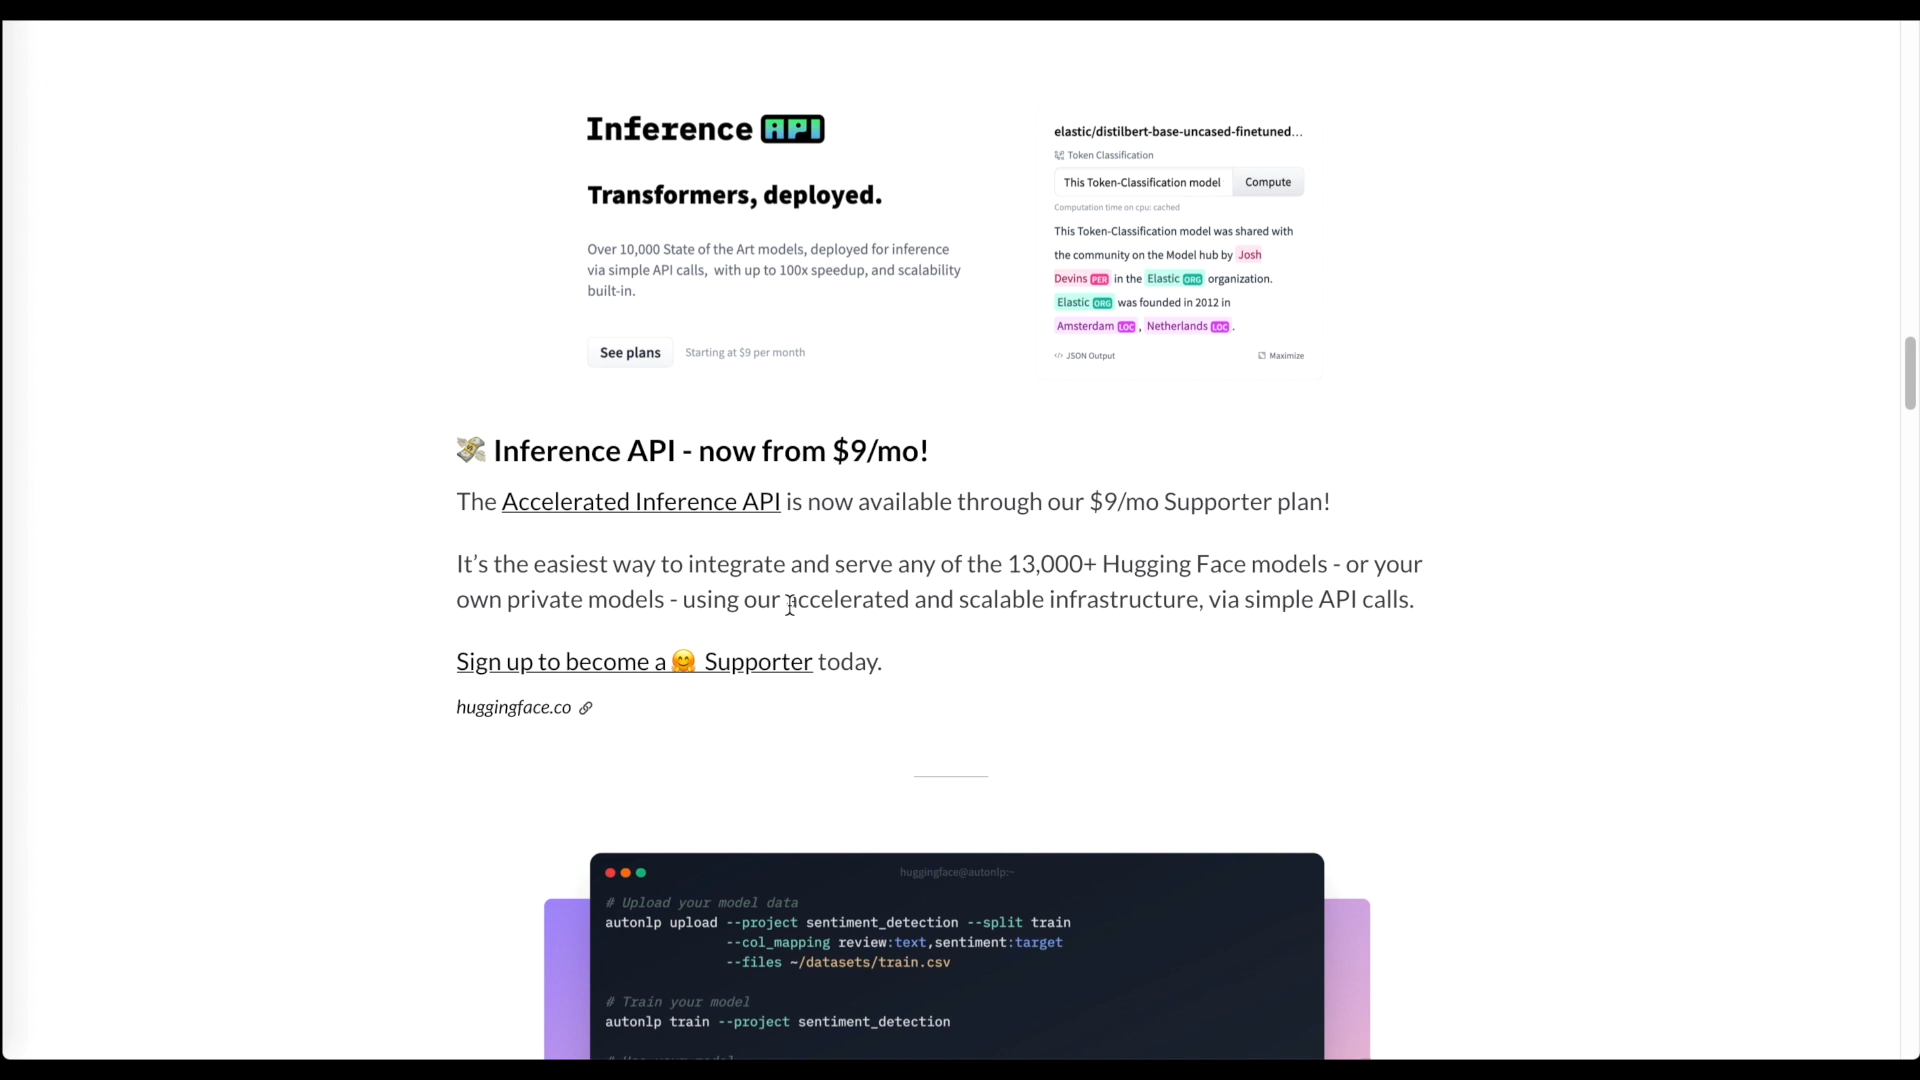 Inference API
Transformers, deployed.
Over 10,000 State of the Art models, deployed for inference
via simple API calls, with up to 100x speedup, and scalability
built-in.
See plans Starting at $9 per month
elastic/distilbert-base-uncased-finetuned...
Token Classification
This Token-Classification model Compute
Computation time on cpu: cached
This Token-Classification model was shared with
the community on the Model hub by Josh
Devins PER in the Elastic ORG organization.
Elastic ORG was founded in 2012 in
Amsterdam LOC , Netherlands LOC .
</> JSON Output Maximize
💸 Inference API - now from $9/mo!
The Accelerated Inference API is now available through our $9/mo Supporter plan!
It’s the easiest way to integrate and serve any of the 13,000+ Hugging Face models - or your
own private models - using our accelerated and scalable infrastructure, via simple API calls.
Sign up to become a 🤗 Supporter today.
huggingface.co
huggingface@autonlp:~
# Upload your model data
autonlp upload --project sentiment_detection --split train
--col_mapping review:text,sentiment:target
--files ~/datasets/train.csv
# Train your model
autonlp train --project sentiment_detection